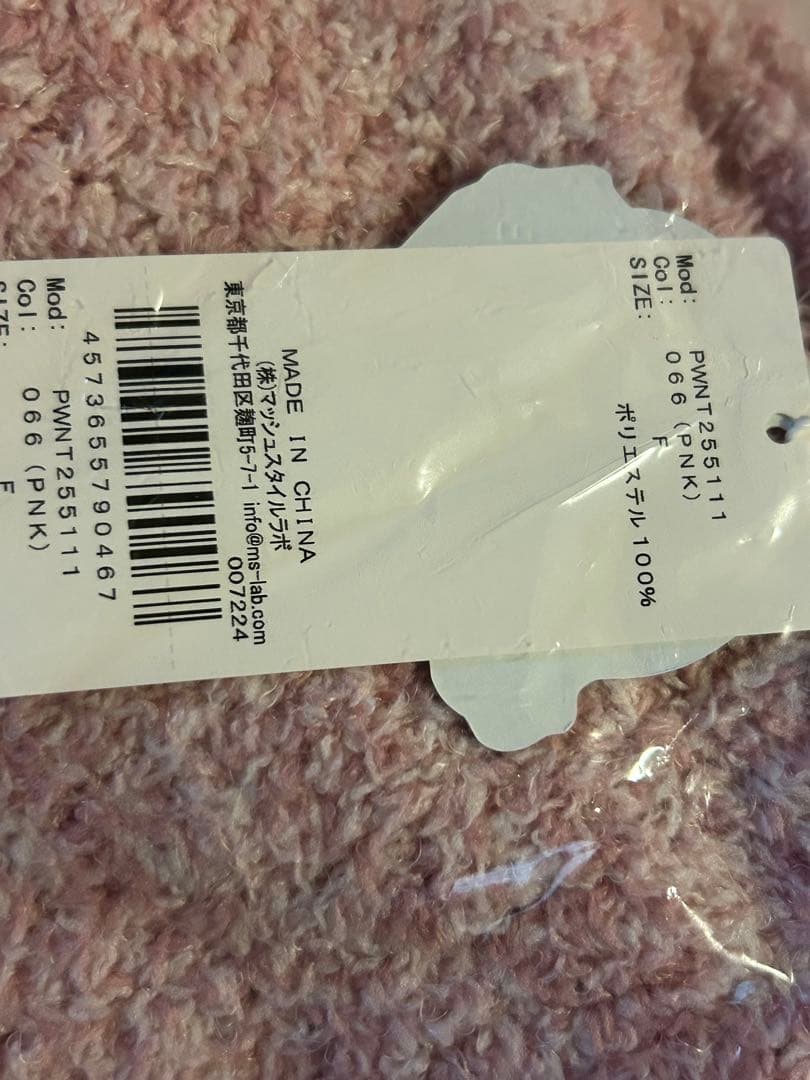 Mod: PWNT255111
Col: 066 (PNK)
SIZE: F
ポリエステル100%
MADE IN CHINA
(株)マッシュスタイルラボ
東京都千代田区麹町5-7-1 info@ms-lab.com
007224
4573655790467
Mod: PWNT255111
Col: 066 (PNK)
SIZE: F